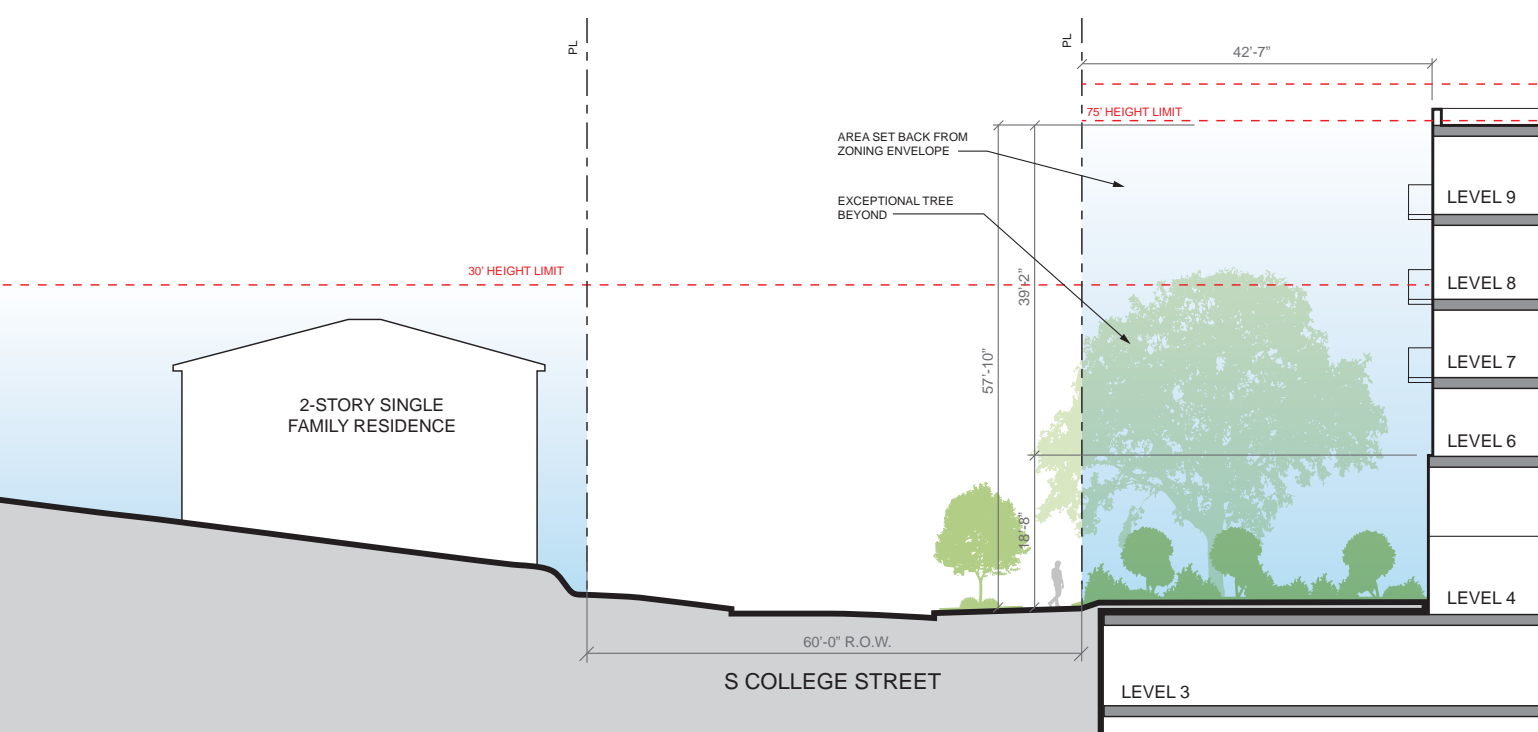 PL
PL
42'-7"
75' HEIGHT LIMIT
AREA SET BACK FROM
ZONING ENVELOPE
EXCEPTIONAL TREE
BEYOND
LEVEL 9
30' HEIGHT LIMIT
39'-2"
LEVEL 8
57'-10"
LEVEL 7
2-STORY SINGLE
FAMILY RESIDENCE
LEVEL 6
18'-8"
LEVEL 4
60'-0" R.O.W.
S COLLEGE STREET
LEVEL 3